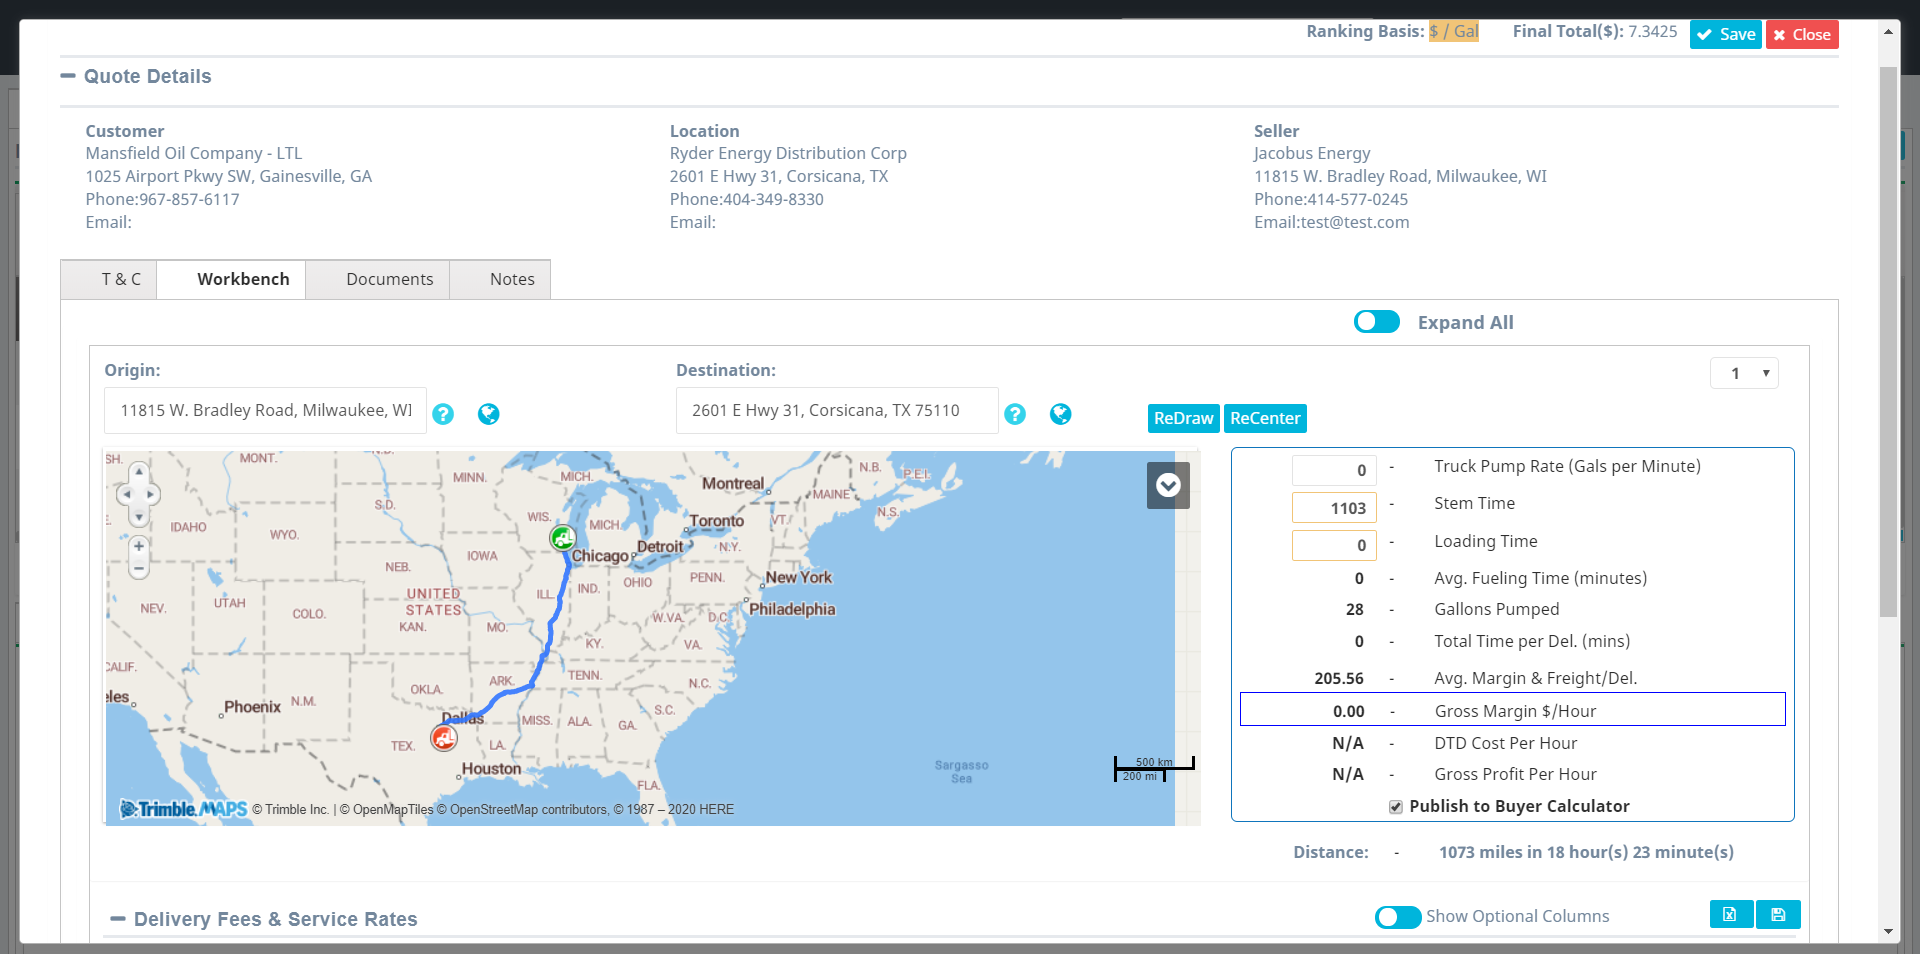 Ranking Basis: $ / Gal Final Total($): 7.3425 Save Close
Quote Details
Customer
Mansfield Oil Company - LTL
1025 Airport Pkwy SW, Gainesville, GA
Phone:967-857-6117
Email:
Location
Ryder Energy Distribution Corp
2601 E Hwy 31, Corsicana, TX
Phone:404-349-8330
Email:
Seller
Jacobus Energy
11815 W. Bradley Road, Milwaukee, WI
Phone:414-577-0245
Email:test@test.com
T & C Workbench Documents Notes
Expand All
Origin:
11815 W. Bradley Road, Milwaukee, WI
Destination:
2601 E Hwy 31, Corsicana, TX 75110
1
ReDraw ReCenter
SH.
MONT.
MINN.
MICH.
Montreal
N.B.
P.E.I.
MAINE
S.D.
WIS.
MICH.
Toronto
VT.
N.S.
IDAHO
WYO.
IOWA
Chicago
Detroit
N.Y.
NEB.
NEV.
UTAH
COLO.
UNITED
STATES
KAN.
MO.
ILL.
IND.
OHIO
PENN.
New York
Philadelphia
W.VA.
D.C
KY.
VA.
CALIF.
les
Phoenix
N.M.
OKLA.
ARK.
TENN.
N.C.
S.C.
Dallas
MISS.
ALA.
GA.
TEX.
LA.
Houston
FLA.
Sargasso
Sea
500 km
200 mi
Trimble MAPS © Trimble Inc. | © OpenMapTiles © OpenStreetMap contributors, © 1987 – 2020 HERE
0 - Truck Pump Rate (Gals per Minute)
1103 - Stem Time
0 - Loading Time
0 - Avg. Fueling Time (minutes)
28 - Gallons Pumped
0 - Total Time per Del. (mins)
205.56 - Avg. Margin & Freight/Del.
0.00 - Gross Margin $/Hour
N/A - DTD Cost Per Hour
N/A - Gross Profit Per Hour
Publish to Buyer Calculator
Distance: - 1073 miles in 18 hour(s) 23 minute(s)
Delivery Fees & Service Rates
Show Optional Columns